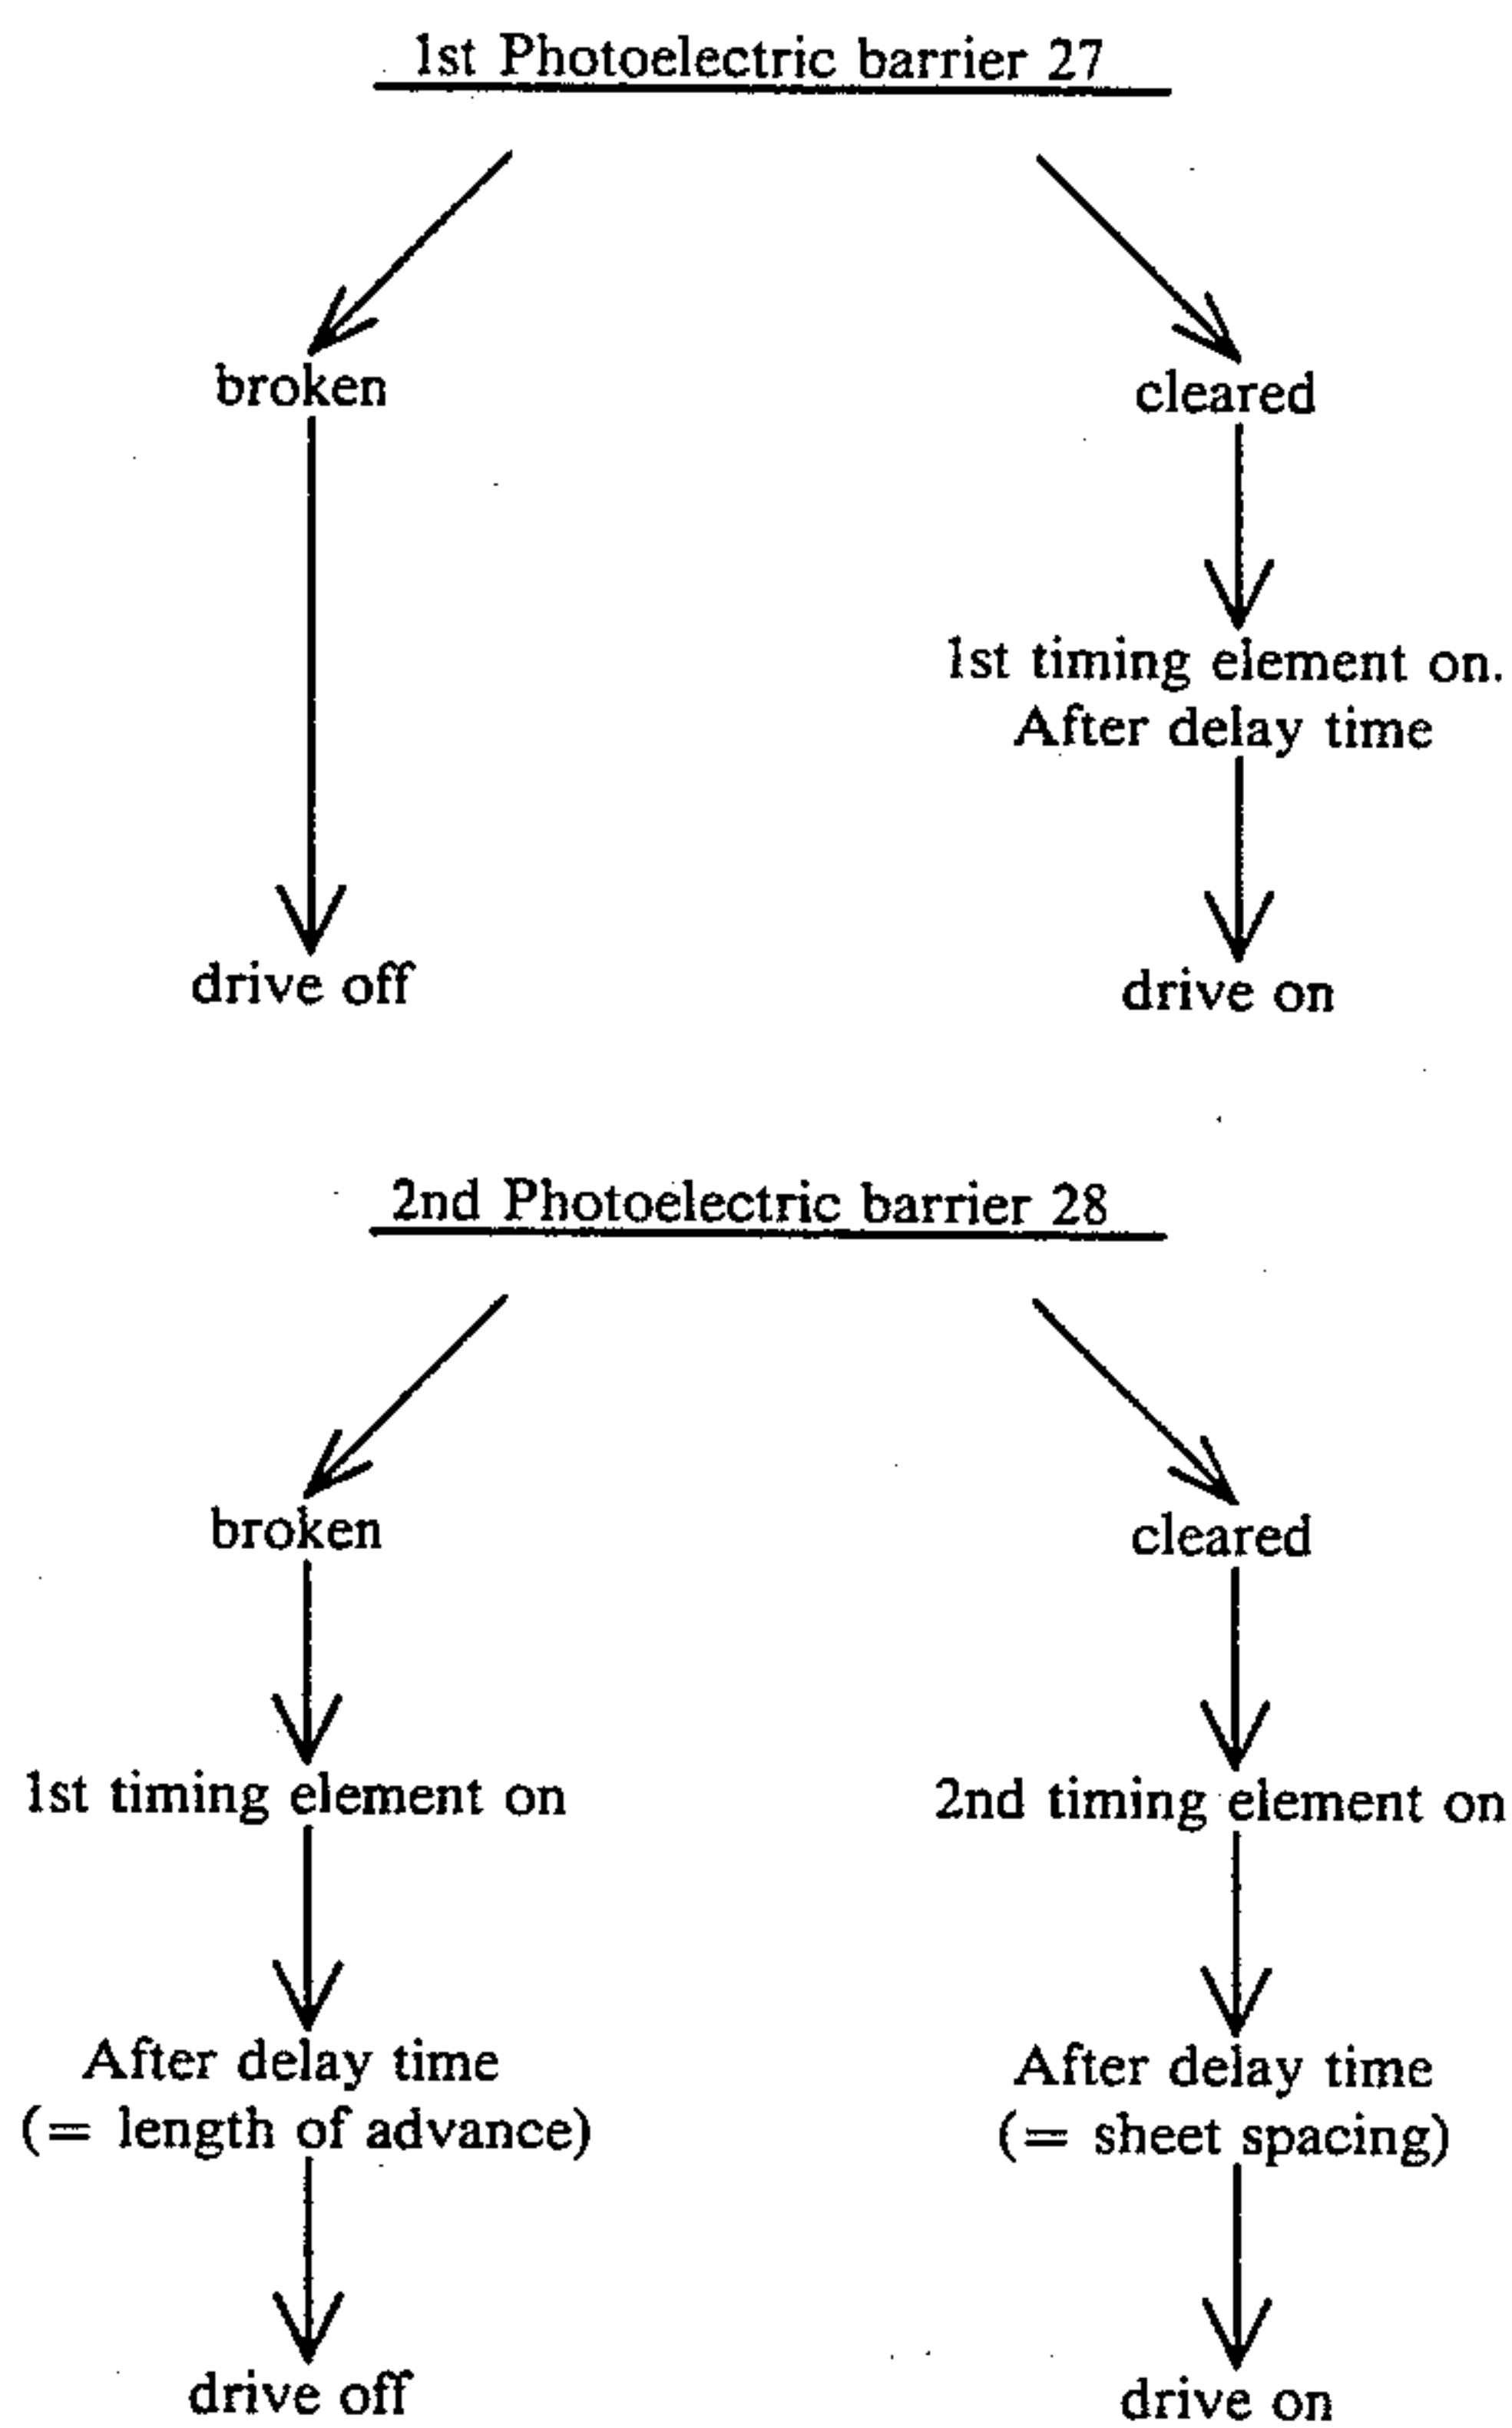 1st Photoelectric barrier 27
broken
cleared
1st timing element on.
After delay time
drive off
drive on
2nd Photoelectric barrier 28
broken
cleared
1st timing element on
2nd timing element on
After delay time
(= length of advance)
After delay time
(= sheet spacing)
drive off
drive on